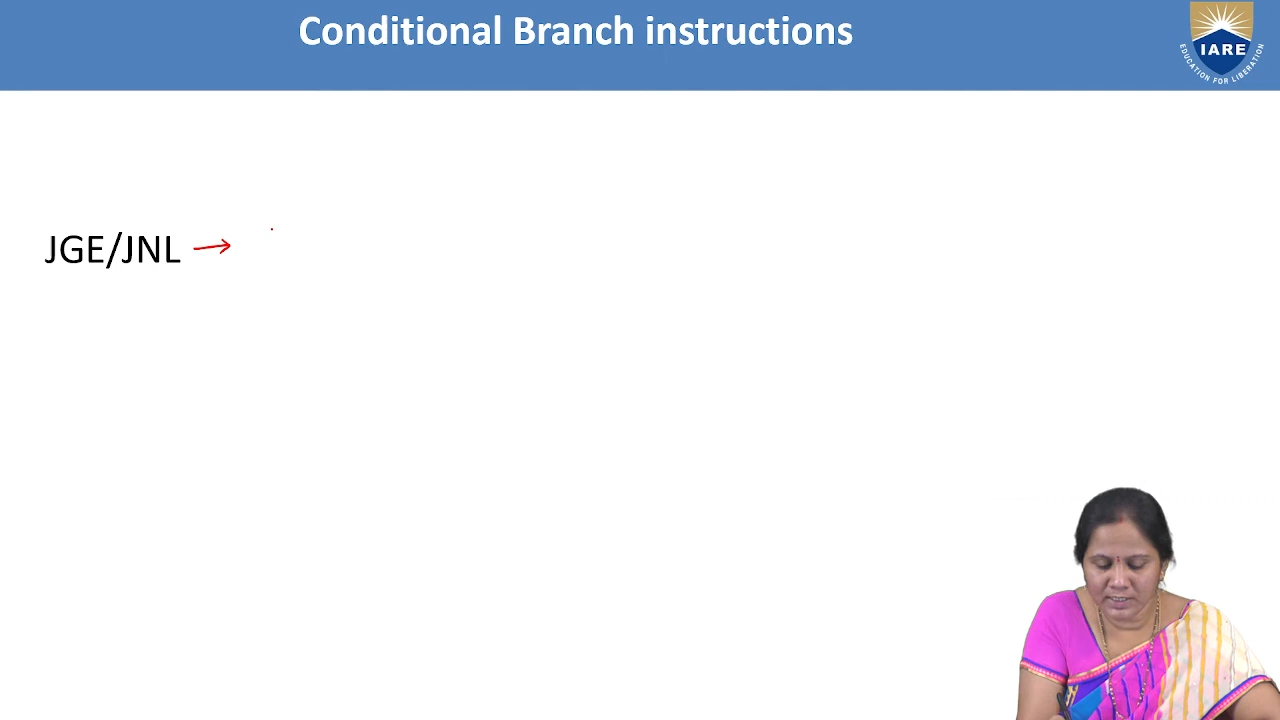 Conditional Branch instructions
IARE
EDUCATION FOR LIBERATION
JGE/JNL →